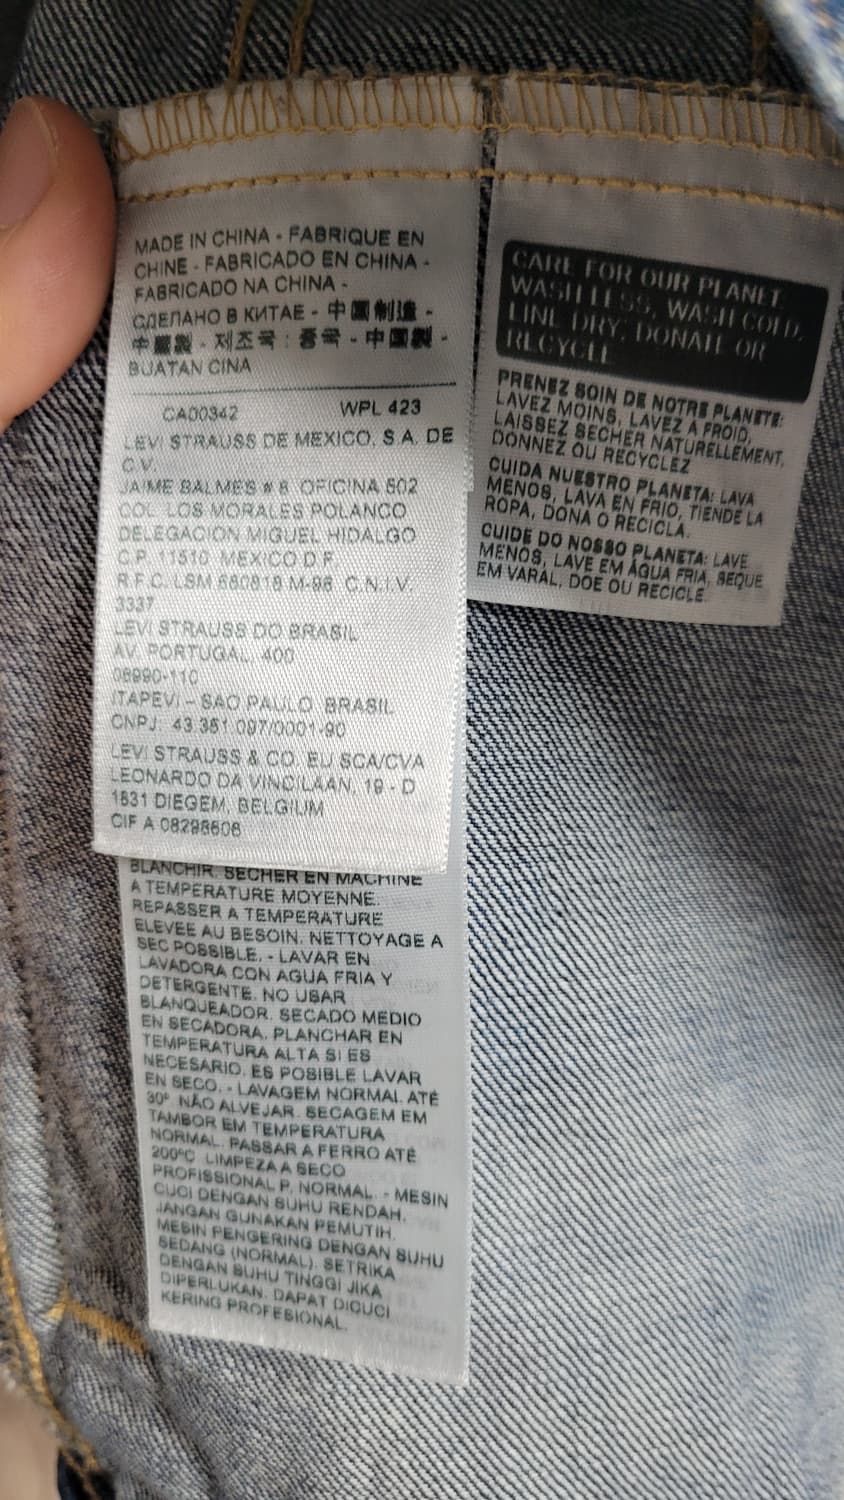 MADE IN CHINA - FABRIQUE EN
CHINE - FABRICADO EN CHINA -
FABRICADO NA CHINA -
СДЕЛАНО В КИТАЕ - 中国制造 -
中國製 - 제조국 : 중국 - 中国製 -
BUATAN CINA
CA00342 WPL 423
LEVI STRAUSS DE MEXICO, S.A. DE
C.V.
JAIME BALMES # 8 OFICINA 502
COL. LOS MORALES POLANCO
DELEGACION MIGUEL HIDALGO
C.P. 11510 MEXICO D.F.
R.F.C. LSM 680818 M-98 C.N.I.V.
3337
LEVI STRAUSS DO BRASIL
AV. PORTUGAL, 400
06690-110
ITAPEVI – SAO PAULO BRASIL
CNPJ: 43.361.097/0001-90
LEVI STRAUSS & CO. EU SCA/CVA
LEONARDO DA VINCILAAN, 19 - D
1831 DIEGEM, BELGIUM
CIF A 08298606
BLANCHIR. SECHER EN MACHINE
A TEMPERATURE MOYENNE.
REPASSER A TEMPERATURE
ELEVEE AU BESOIN. NETTOYAGE A
SEC POSSIBLE. - LAVAR EN
LAVADORA CON AGUA FRIA Y
DETERGENTE. NO USAR
BLANQUEADOR. SECADO MEDIO
EN SECADORA. PLANCHAR EN
TEMPERATURA ALTA SI ES
NECESARIO. ES POSIBLE LAVAR
EN SECO. - LAVAGEM NORMAL ATÉ
30º. NÃO ALVEJAR. SECAGEM EM
TAMBOR EM TEMPERATURA
NORMAL. PASSAR A FERRO ATÉ
200ºC. LIMPEZA A SECO
PROFISSIONAL P, NORMAL. - MESIN
CUCI DENGAN SUHU RENDAH.
JANGAN GUNAKAN PEMUTIH.
MESIN PENGERING DENGAN SUHU
SEDANG (NORMAL). SETRIKA
DENGAN SUHU TINGGI JIKA
DIPERLUKAN. DAPAT DICUCI
KERING PROFESIONAL.
CARE FOR OUR PLANET
WASH LESS, WASH COLD,
LINE DRY, DONATE OR
RECYCLE
PRENEZ SOIN DE NOTRE PLANETE:
LAVEZ MOINS, LAVEZ A FROID,
LAISSEZ SECHER NATURELLEMENT,
DONNEZ OU RECYCLEZ
CUIDA NUESTRO PLANETA: LAVA
MENOS, LAVA EN FRIO, TIENDE LA
ROPA, DONA O RECICLA.
CUIDE DO NOSSO PLANETA: LAVE
MENOS, LAVE EM ÁGUA FRIA, SEQUE
EM VARAL, DOE OU RECICLE.